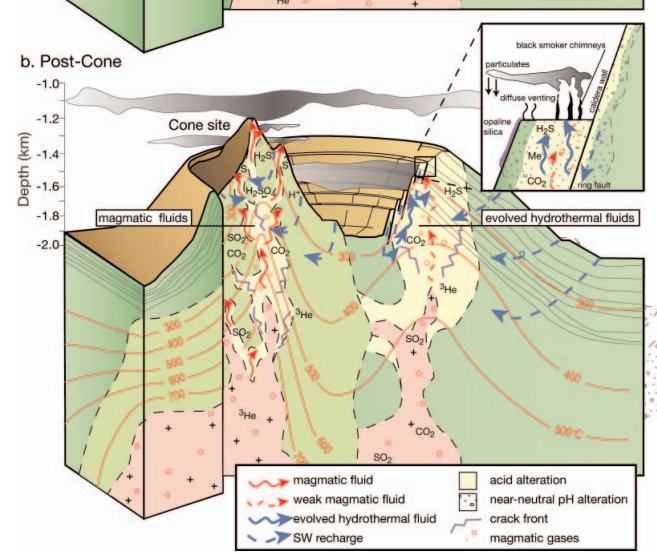 He
b. Post-Cone
-1.0
-1.2
-1.4
-1.6
-1.8
-2.0
Depth (km)
Cone site
magmatic fluids
evolved hydrothermal fluids
black smoker chimneys
particulates
diffuse venting
opaline
silica
caldera wall
H2S
Me
CO2
ring fault
H2S
S
S
H2SO4
H+
H2S
SO2
CO2
CO2
CO2
3He
3He
SO2
SO2
3He
CO2
SO2
300
400
500
600
700
300
400
500
600
700
300
400
500°C
magmatic fluid
weak magmatic fluid
evolved hydrothermal fluid
SW recharge
acid alteration
near-neutral pH alteration
crack front
magmatic gases